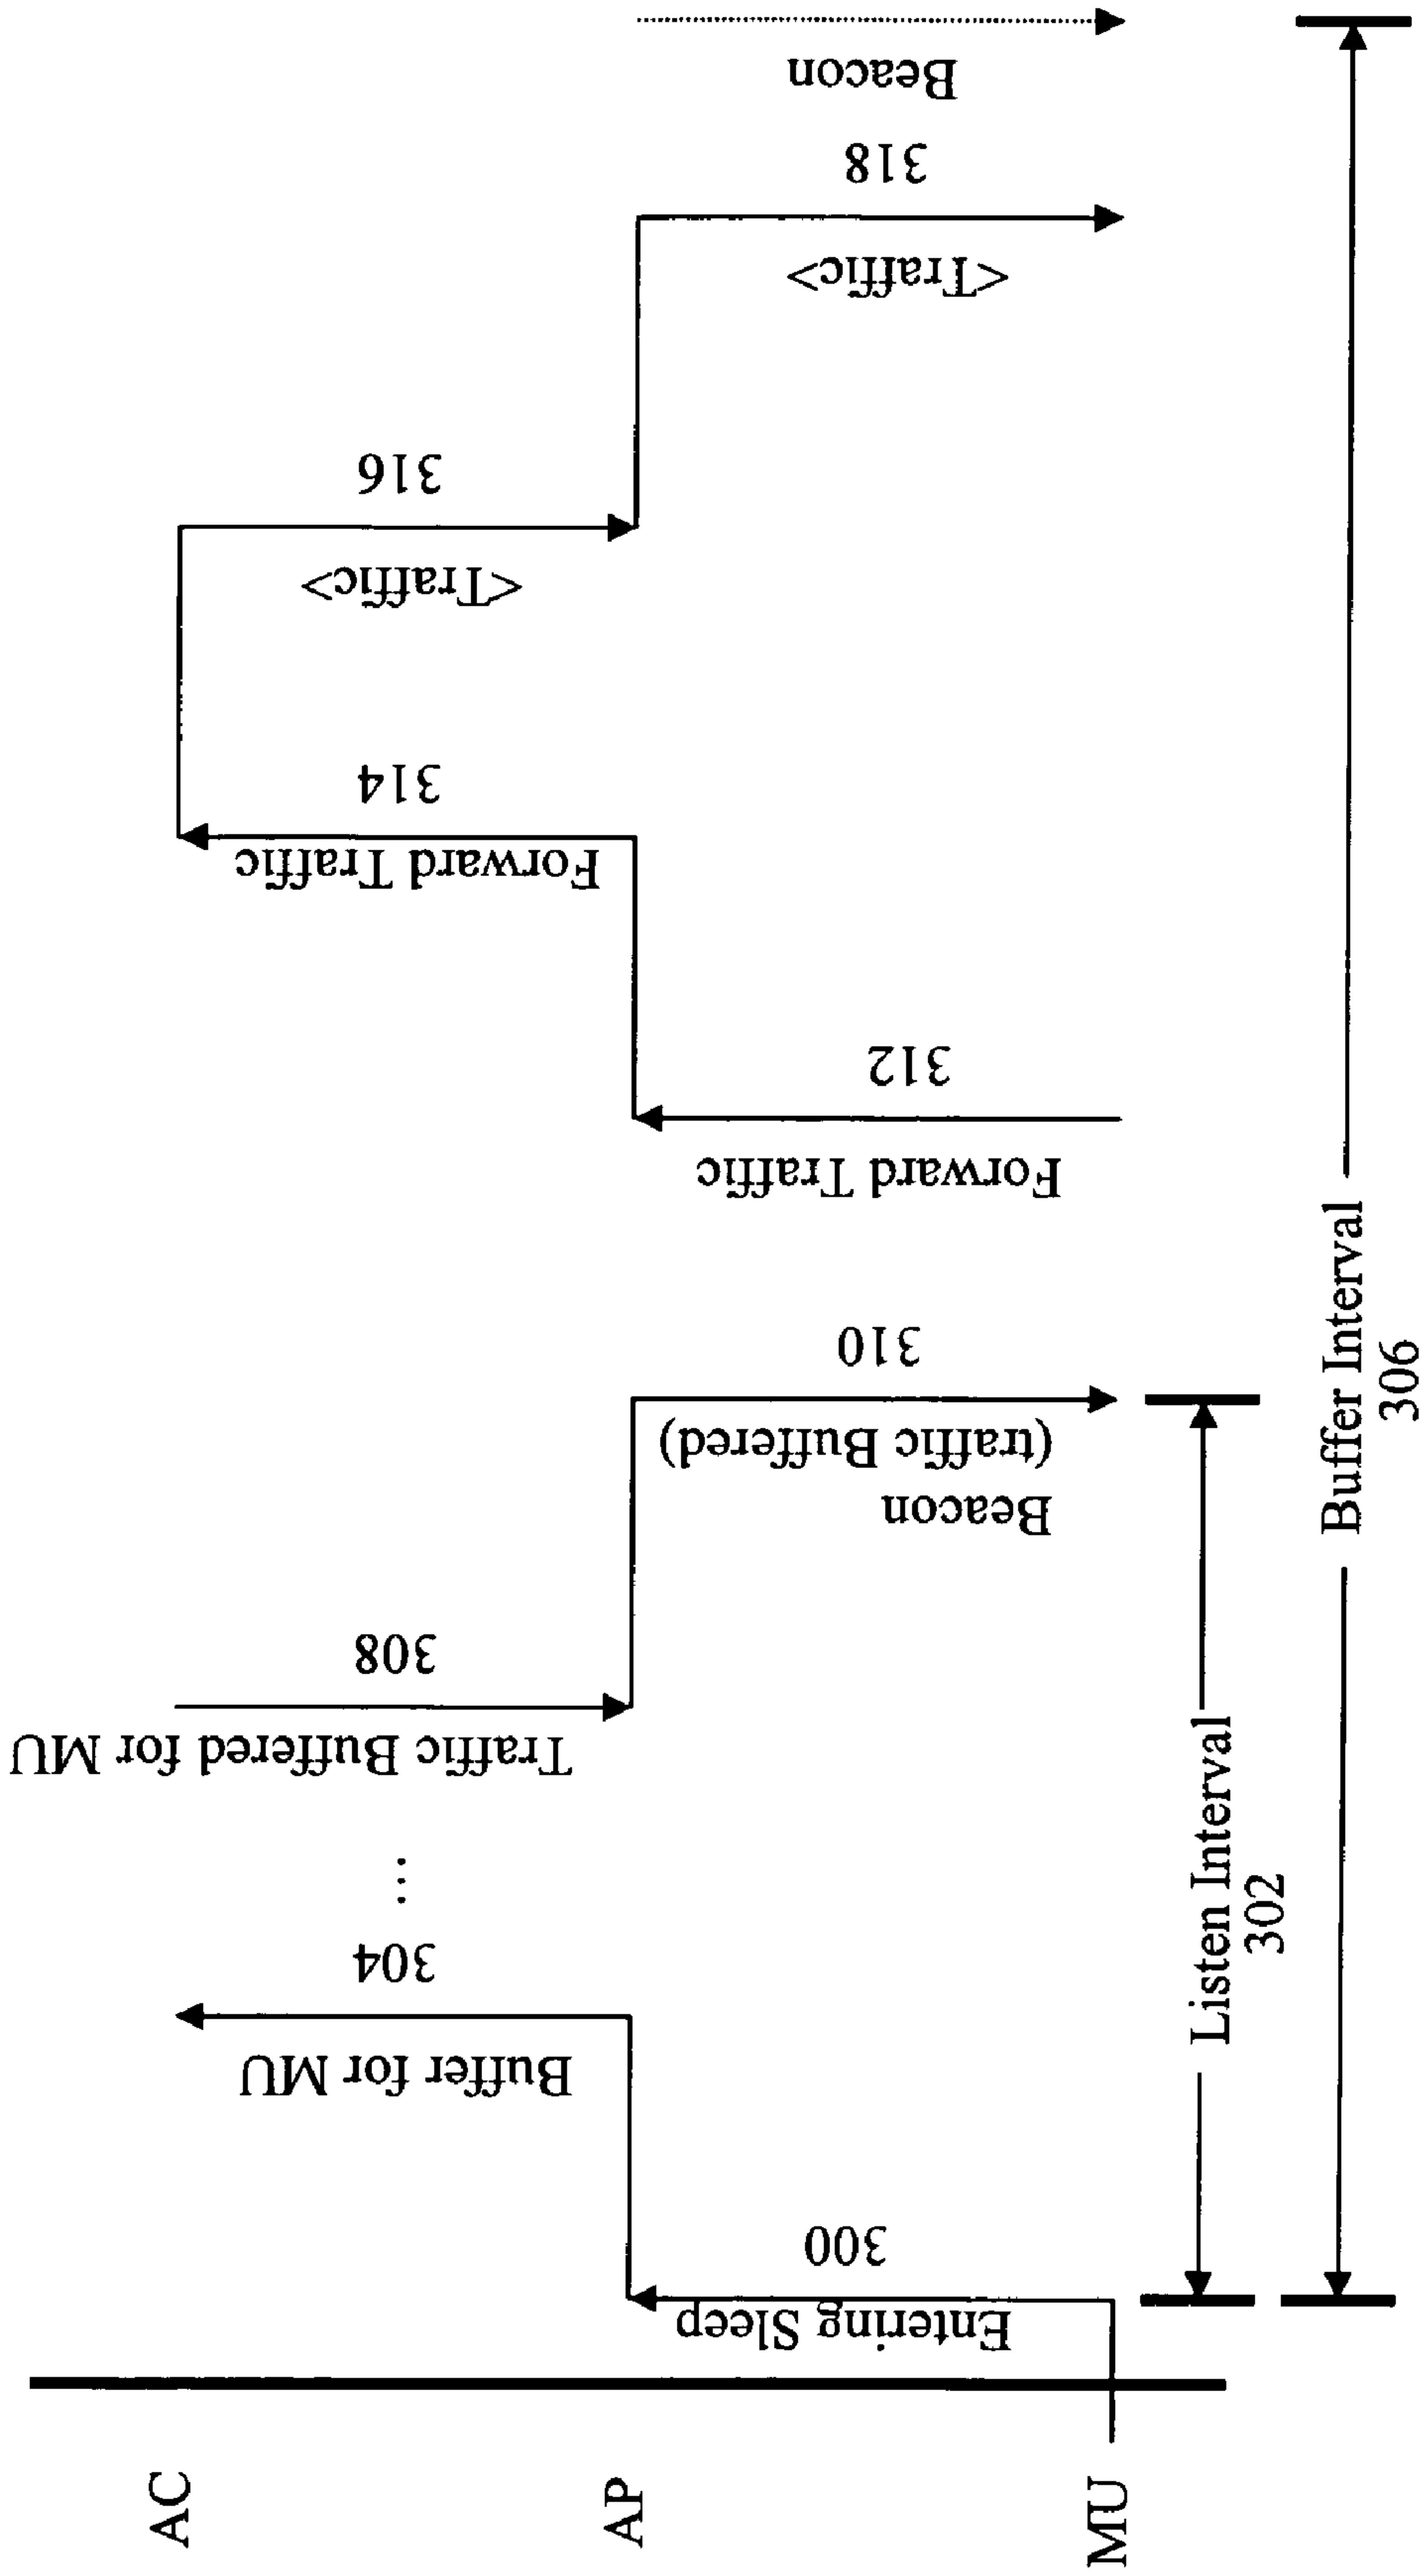 AC
AP
MU
Entering Sleep
300
Buffer for MU
304
...
Traffic Buffered for MU
308
Beacon
(traffic Buffered)
310
Forward Traffic
312
Forward Traffic
314
<Traffic>
316
<Traffic>
318
Beacon
Listen Interval
302
Buffer Interval
306